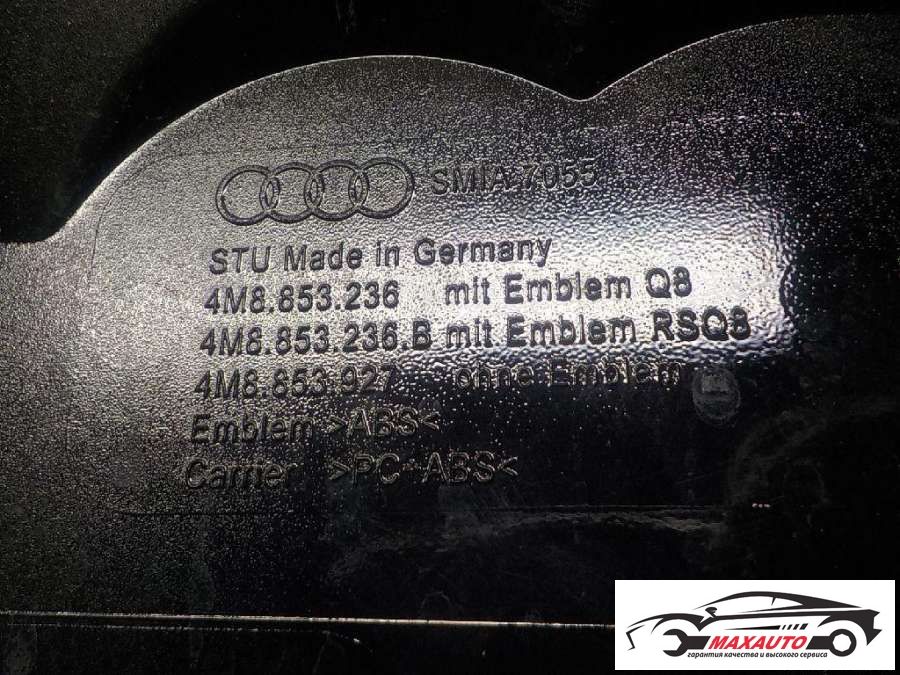 SMIA 7055
STU Made in Germany
4M8.853.236 mit Emblem Q8
4M8.853.236.B mit Emblem RSQ8
4M8.853.927 ohne Emblem
Emblem >ABS<
Carrier >PC+ABS<
MAXAUTO
гарантия качества и высокого сервиса